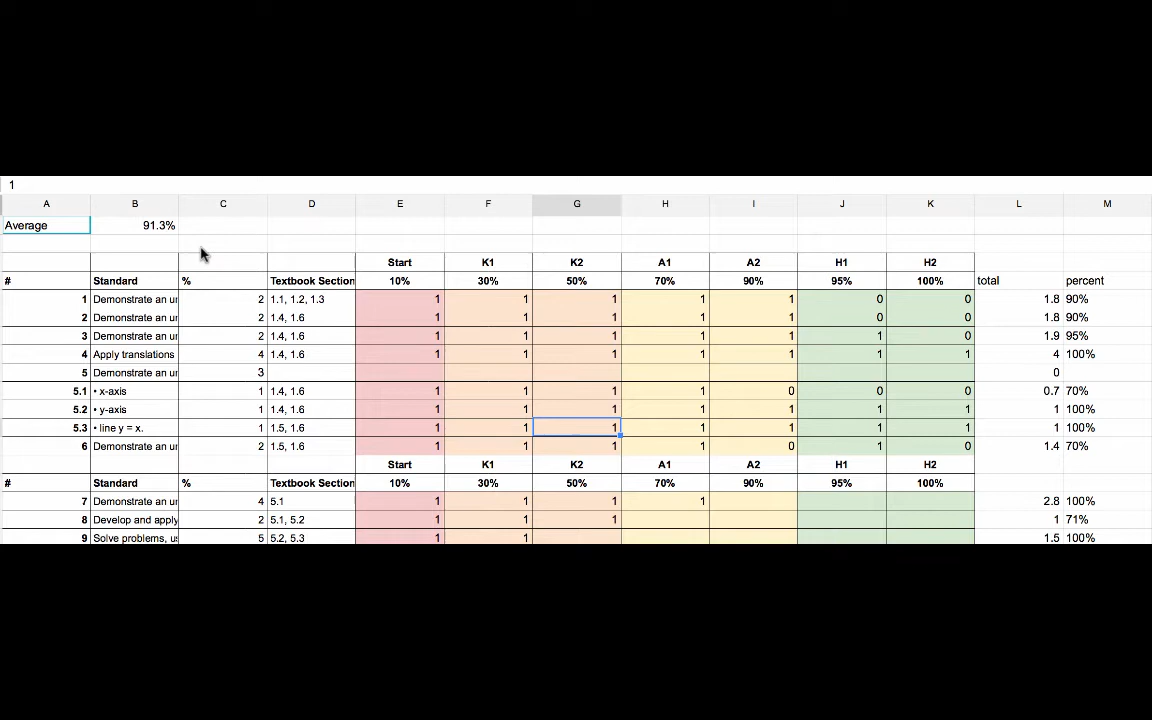 1
A B C D E F G H I J K L M
Average 91.3%
Start K1 K2 A1 A2 H1 H2
# Standard % Textbook Section 10% 30% 50% 70% 90% 95% 100% total percent
1 Demonstrate an ur 2 1.1, 1.2, 1.3 1 1 1 1 1 0 0 1.8 90%
2 Demonstrate an ur 2 1.4, 1.6 1 1 1 1 1 0 0 1.8 90%
3 Demonstrate an ur 2 1.4, 1.6 1 1 1 1 1 1 0 1.9 95%
4 Apply translations 4 1.4, 1.6 1 1 1 1 1 1 1 4 100%
5 Demonstrate an ur 3 0
5.1 • x-axis 1 1.4, 1.6 1 1 1 1 0 0 0 0.7 70%
5.2 • y-axis 1 1.4, 1.6 1 1 1 1 1 1 1 1 100%
5.3 • line y = x. 1 1.5, 1.6 1 1 1 1 1 1 1 1 100%
6 Demonstrate an ur 2 1.5, 1.6 1 1 1 1 0 1 0 1.4 70%
Start K1 K2 A1 A2 H1 H2
# Standard % Textbook Section 10% 30% 50% 70% 90% 95% 100%
7 Demonstrate an ur 4 5.1 1 1 1 1 2.8 100%
8 Develop and apply 2 5.1, 5.2 1 1 1 1 71%
9 Solve problems, us 5 5.2, 5.3 1 1 1.5 100%